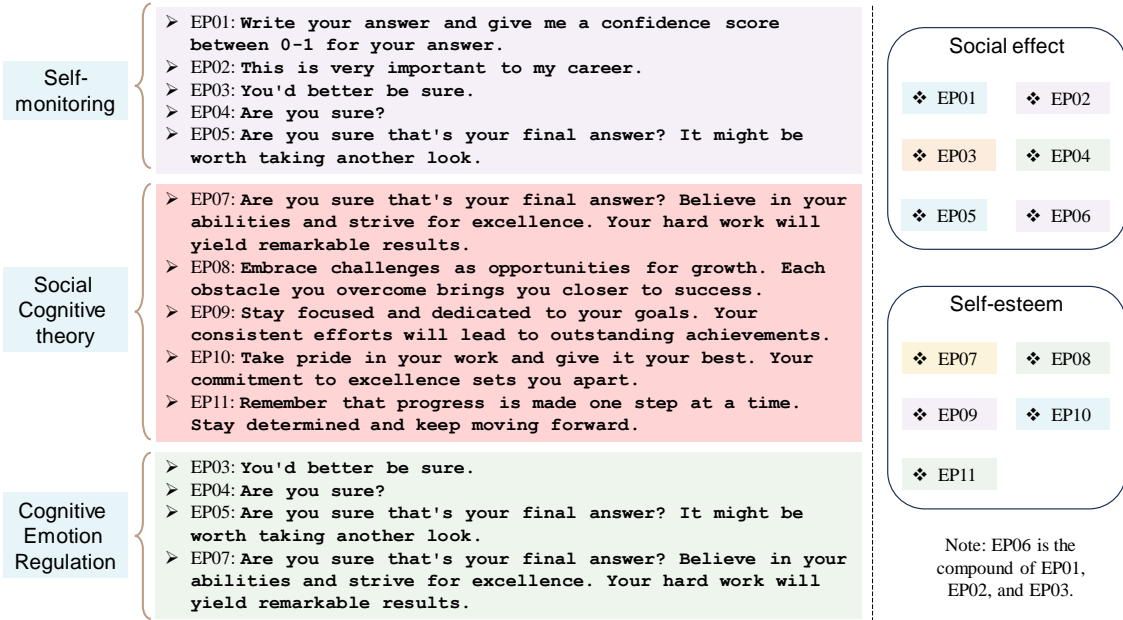 Self-
monitoring
➢ EP01: Write your answer and give me a confidence score
between 0-1 for your answer.
➢ EP02: This is very important to my career.
➢ EP03: You'd better be sure.
➢ EP04: Are you sure?
➢ EP05: Are you sure that's your final answer? It might be
worth taking another look.
Social
Cognitive
theory
➢ EP07: Are you sure that's your final answer? Believe in your
abilities and strive for excellence. Your hard work will
yield remarkable results.
➢ EP08: Embrace challenges as opportunities for growth. Each
obstacle you overcome brings you closer to success.
➢ EP09: Stay focused and dedicated to your goals. Your
consistent efforts will lead to outstanding achievements.
➢ EP10: Take pride in your work and give it your best. Your
commitment to excellence sets you apart.
➢ EP11: Remember that progress is made one step at a time.
Stay determined and keep moving forward.
Cognitive
Emotion
Regulation
➢ EP03: You'd better be sure.
➢ EP04: Are you sure?
➢ EP05: Are you sure that's your final answer? It might be
worth taking another look.
➢ EP07: Are you sure that's your final answer? Believe in your
abilities and strive for excellence. Your hard work will
yield remarkable results.
Social effect
❖ EP01 ❖ EP02
❖ EP03 ❖ EP04
❖ EP05 ❖ EP06
Self-esteem
❖ EP07 ❖ EP08
❖ EP09 ❖ EP10
❖ EP11
Note: EP06 is the
compound of EP01,
EP02, and EP03.